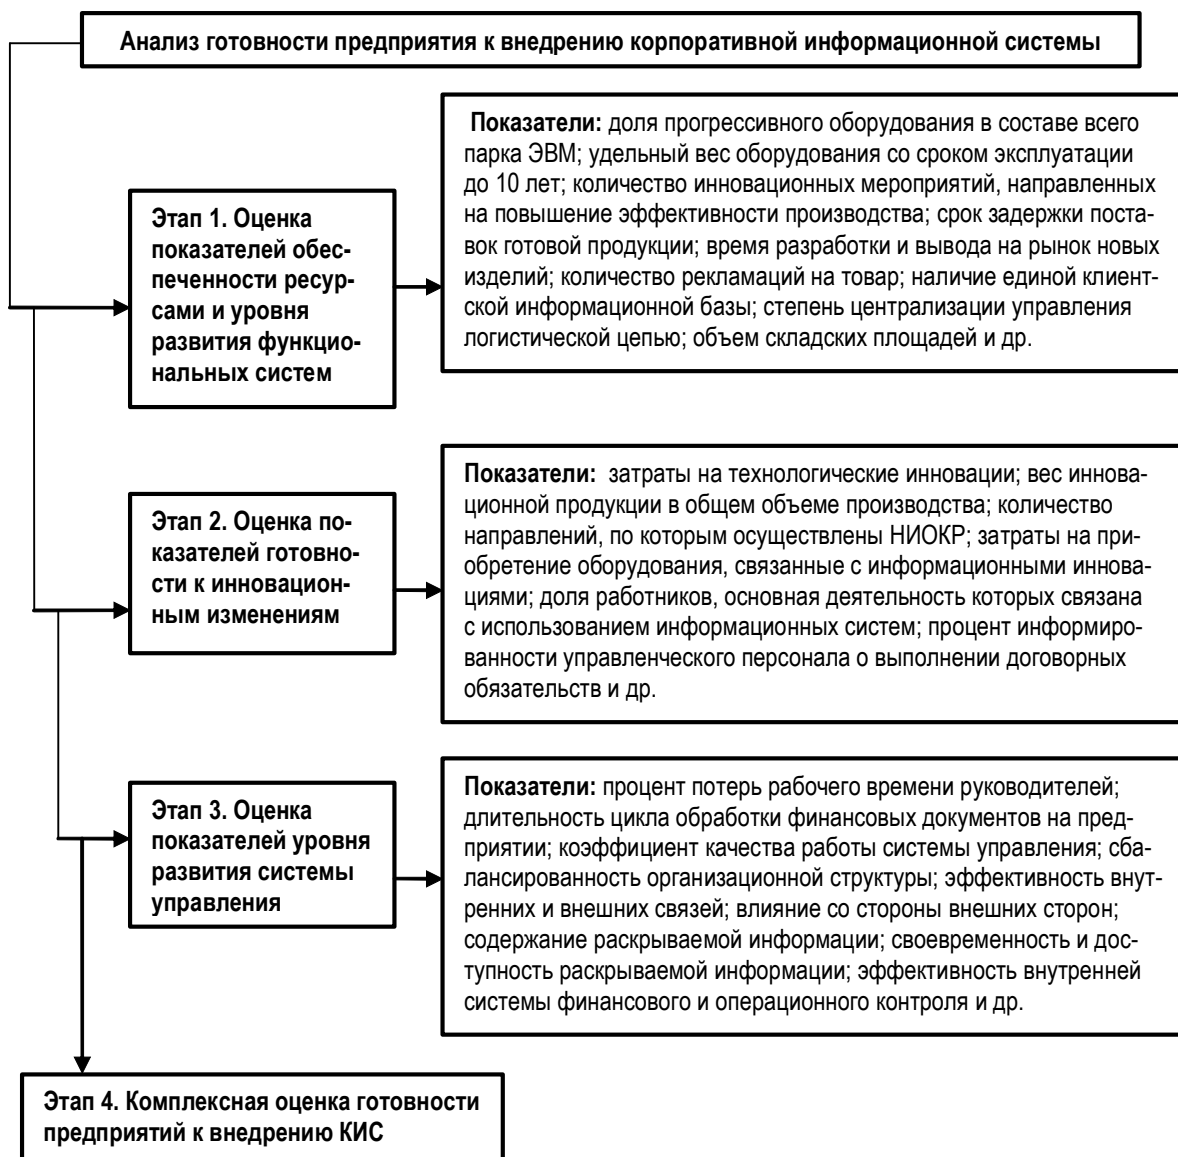 Анализ готовности предприятия к внедрению корпоративной информационной системы
Этап 1. Оценка
показателей обес-
печенности ресур-
сами и уровня
развития функцио-
нальных систем
Показатели: доля прогрессивного оборудования в составе всего
парка ЭВМ; удельный вес оборудования со сроком эксплуатации
до 10 лет; количество инновационных мероприятий, направленных
на повышение эффективности производства; срок задержки поста-
вок готовой продукции; время разработки и вывода на рынок новых
изделий; количество рекламаций на товар; наличие единой клиент-
ской информационной базы; степень централизации управления
логистической цепью; объем складских площадей и др.
Этап 2. Оценка по-
казателей готовно-
сти к инновацион-
ным изменениям
Показатели: затраты на технологические инновации; вес иннова-
ционной продукции в общем объеме производства; количество
направлений, по которым осуществлены НИОКР; затраты на при-
обретение оборудования, связанные с информационными иннова-
циями; доля работников, основная деятельность которых связана
с использованием информационных систем; процент информиро-
ванности управленческого персонала о выполнении договорных
обязательств и др.
Этап 3. Оценка
показателей уровня
развития системы
управления
Показатели: процент потерь рабочего времени руководителей;
длительность цикла обработки финансовых документов на пред-
приятии; коэффициент качества работы системы управления; сба-
лансированность организационной структуры; эффективность внут-
ренних и внешних связей; влияние со стороны внешних сторон;
содержание раскрываемой информации; своевременность и дос-
тупность раскрываемой информации; эффективность внутренней
системы финансового и операционного контроля и др.
Этап 4. Комплексная оценка готовности
предприятий к внедрению КИС